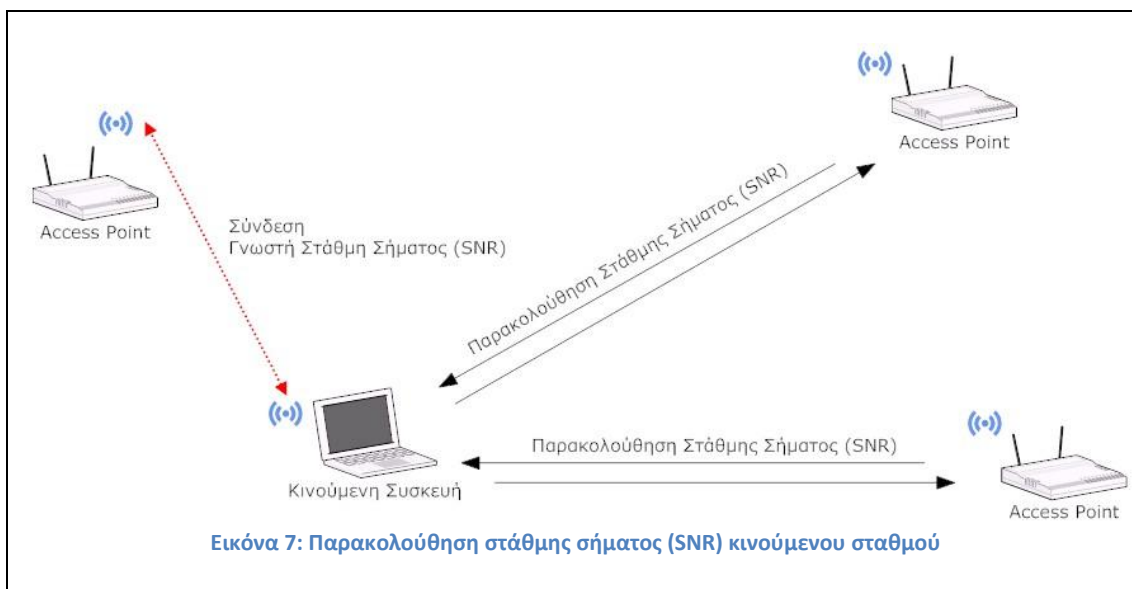 Access Point
Access Point
Σύνδεση
Γνωστή Στάθμη Σήματος (SNR)
Παρακολούθηση Στάθμης Σήματος (SNR)
Παρακολούθηση Στάθμης Σήματος (SNR)
Κινούμενη Συσκευή
Access Point
Εικόνα 7: Παρακολούθηση στάθμης σήματος (SNR) κινούμενου σταθμού